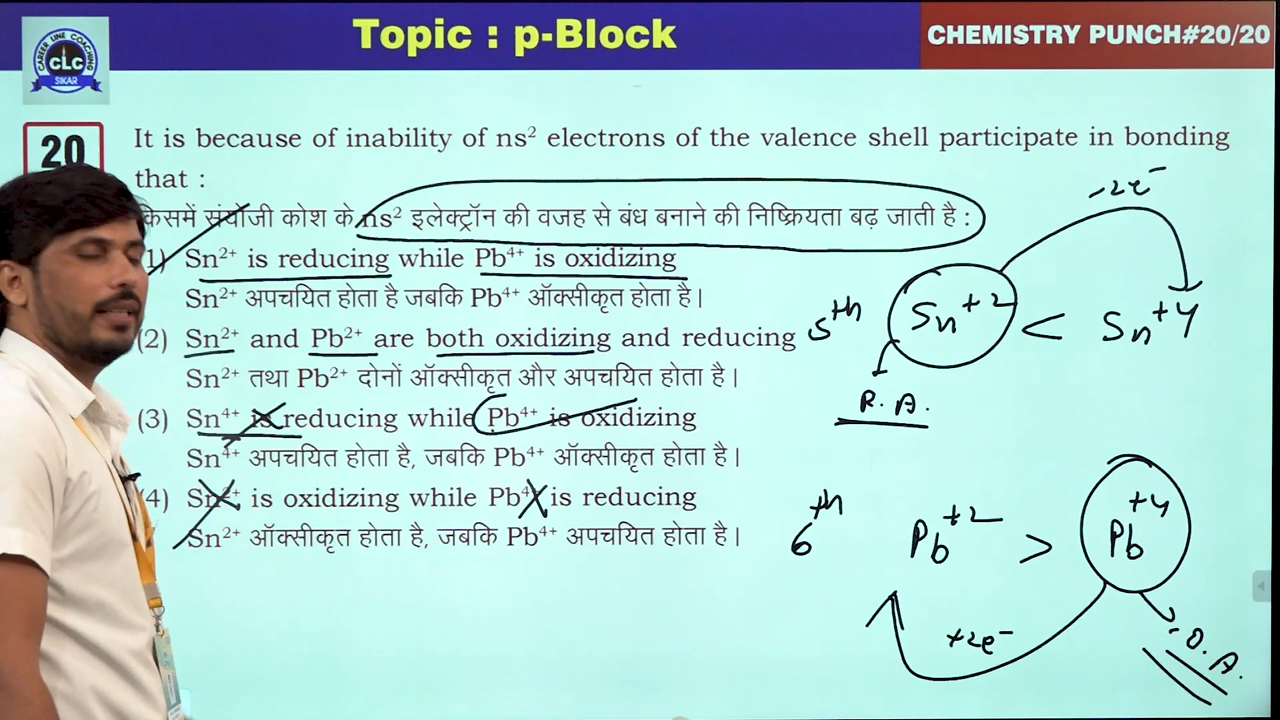 Topic : p-Block
CHEMISTRY PUNCH#20/20
CAREER LINE COACHING
CLC
SIKAR
20
It is because of inability of ns² electrons of the valence shell participate in bonding
that :
किसमें संयोजी कोश के ns² इलेक्ट्रॉन की वजह से बंध बनाने की निष्क्रियता बढ़ जाती है :
(1) Sn²⁺ is reducing while Pb⁴⁺ is oxidizing
Sn²⁺ अपचयित होता है जबकि Pb⁴⁺ ऑक्सीकृत होता है।
(2) Sn²⁺ and Pb²⁺ are both oxidizing and reducing
Sn²⁺ तथा Pb²⁺ दोनों ऑक्सीकृत और अपचयित होता है।
(3) Sn⁴⁺ is reducing while Pb⁴⁺ is oxidizing
Sn⁴⁺ अपचयित होता है, जबकि Pb⁴⁺ ऑक्सीकृत होता है।
(4) Sn²⁺ is oxidizing while Pb⁴⁺ is reducing
Sn²⁺ ऑक्सीकृत होता है, जबकि Pb⁴⁺ अपचयित होता है।
-2e⁻
5th Sn+2 < Sn+4
R.A.
6th Pb+2 > Pb+4
+2e⁻
O.A.